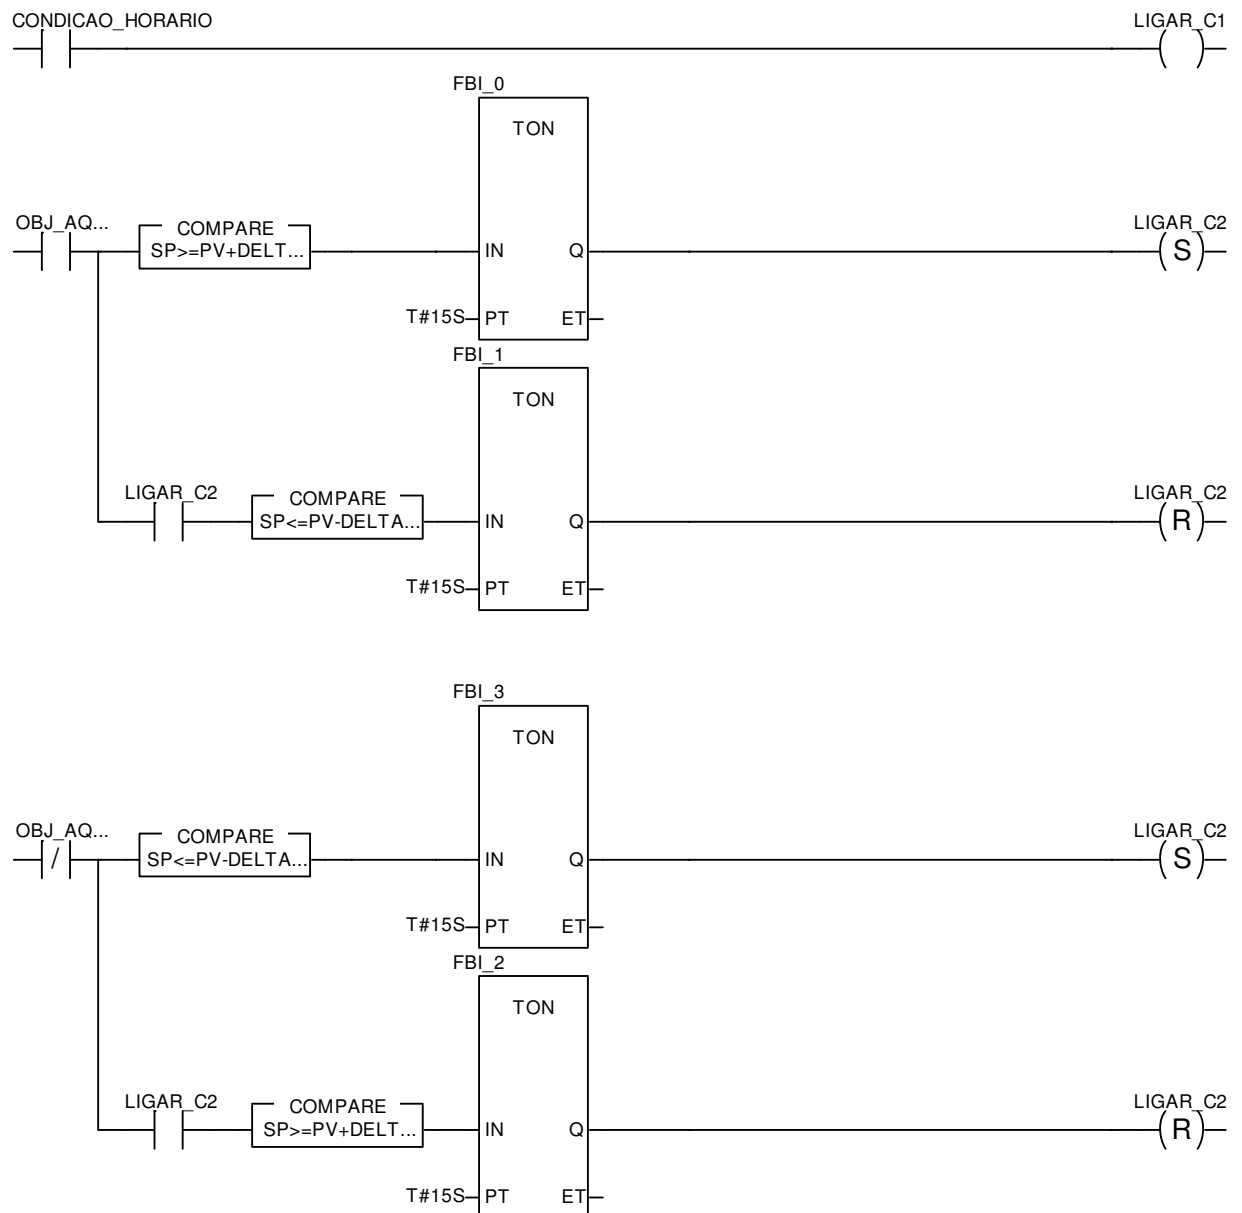 CONDICAO_HORARIO LIGAR_C1
( )
FBI_0
TON
OBJ_AQ... COMPARE LIGAR_C2
SP>=PV+DELT... IN Q (S)
T#15S PT ET
FBI_1
TON
LIGAR_C2 COMPARE LIGAR_C2
SP<=PV-DELTA... IN Q (R)
T#15S PT ET
FBI_3
TON
OBJ_AQ... COMPARE LIGAR_C2
/ SP<=PV-DELTA... IN Q (S)
T#15S PT ET
FBI_2
TON
LIGAR_C2 COMPARE LIGAR_C2
SP>=PV+DELT... IN Q (R)
T#15S PT ET